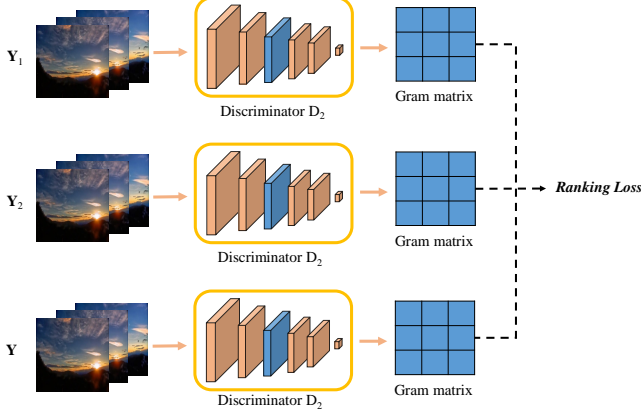 Y1
Discriminator D2
Gram matrix
Y2
Discriminator D2
Gram matrix
Ranking Loss
Y
Discriminator D2
Gram matrix